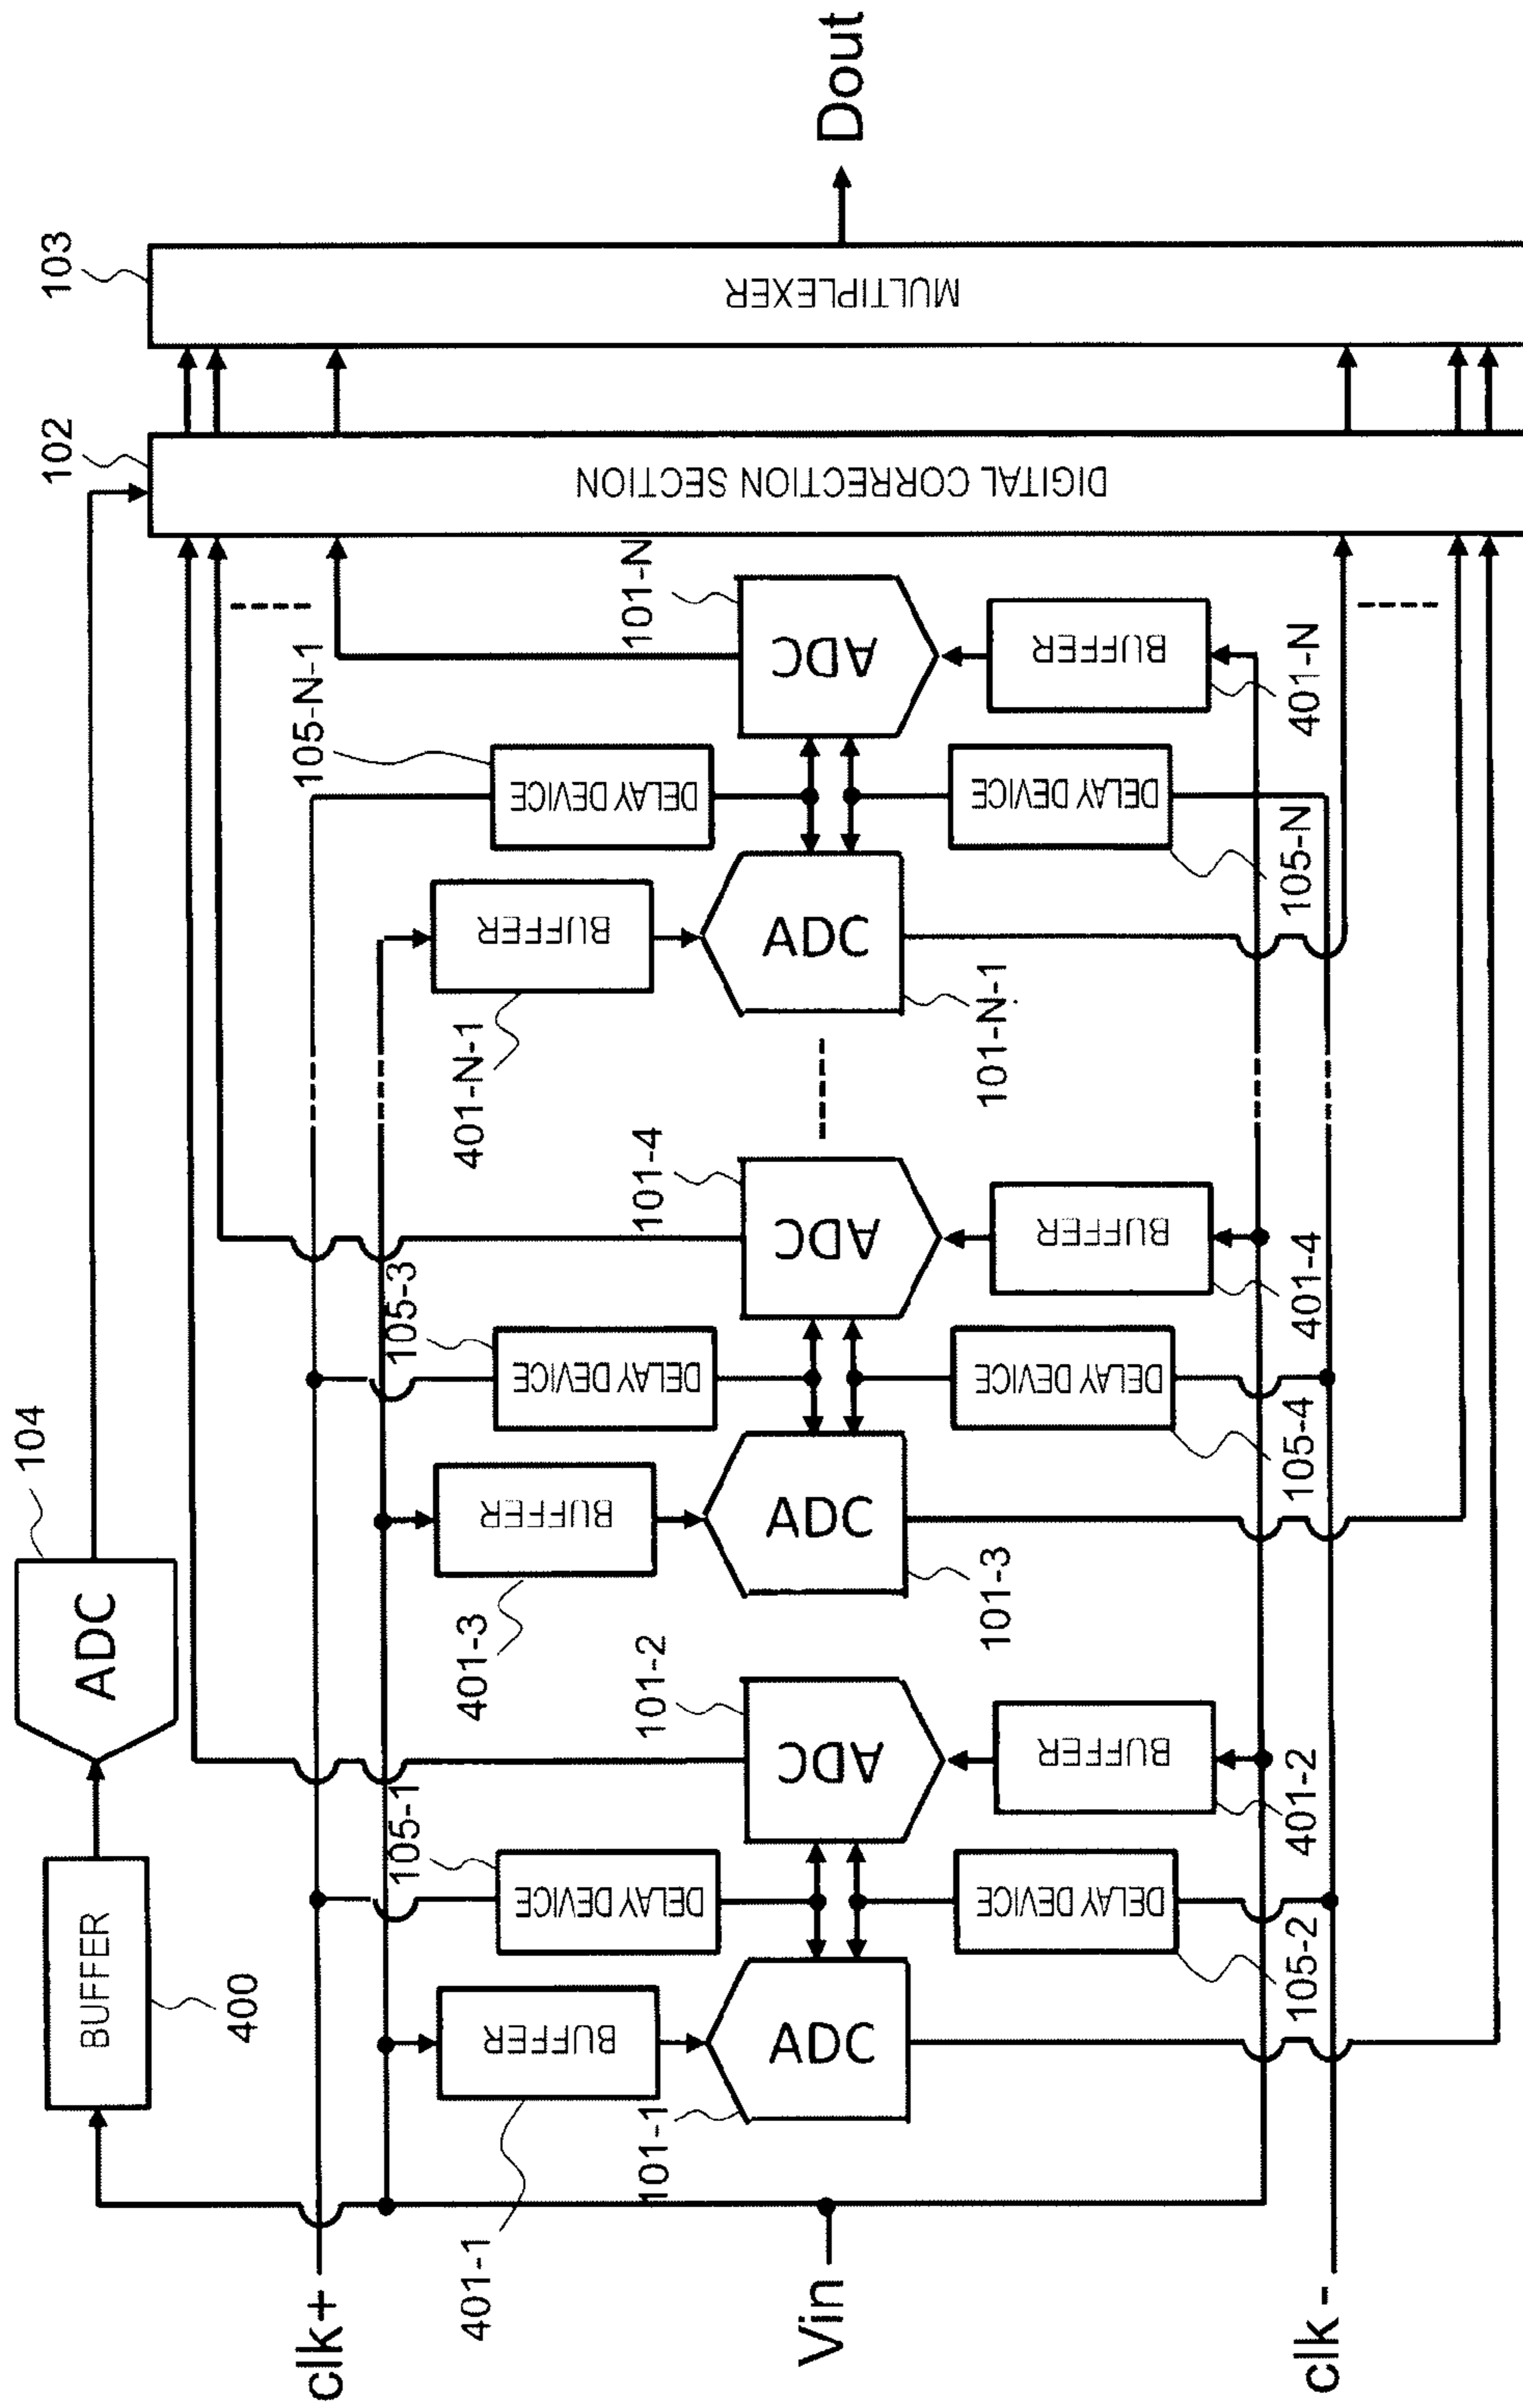 104
ADC
BUFFER
400
102
103
clk+
105-1
105-3
105-N-1
401-1
BUFFER
401-3
BUFFER
401-N-1
BUFFER
DELAY DEVICE
DELAY DEVICE
DELAY DEVICE
101-1
101-2
101-4
101-N
Vin
ADC
ADC
ADC
ADC
ADC
ADC
DIGITAL CORRECTION SECTION
MULTIPLEXER
Dout
101-3
101-N-1
DELAY DEVICE
BUFFER
DELAY DEVICE
BUFFER
DELAY DEVICE
BUFFER
105-2
401-2
105-4
401-4
105-N
401-N
clk -